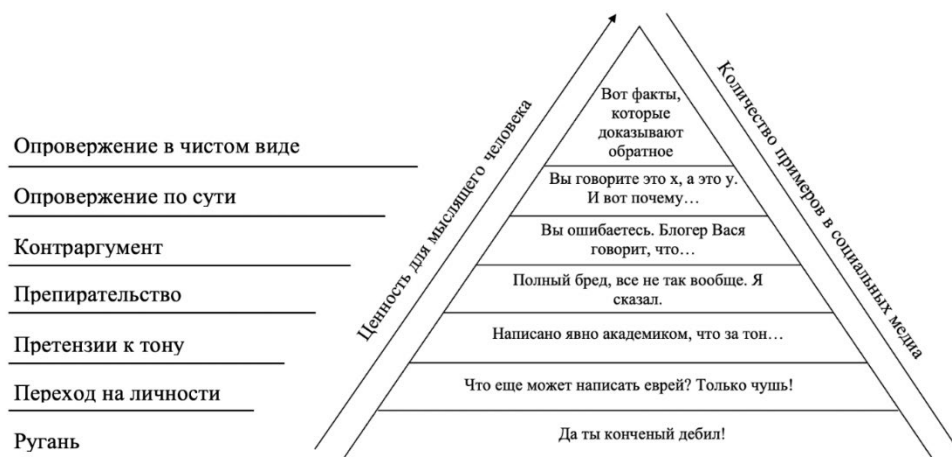 Опровержение в чистом виде
Опровержение по сути
Контраргумент
Препирательство
Претензии к тону
Переход на личности
Ругань
Ценность для мыслящего человека
Вот факты,
которые
доказывают
обратное
Вы говорите это х, а это у.
И вот почему…
Вы ошибаетесь. Блогер Вася
говорит, что…
Полный бред, все не так вообще. Я
сказал.
Написано явно академиком, что за тон…
Что еще может написать еврей? Только чушь!
Да ты конченый дебил!
Количество примеров в социальных медиа